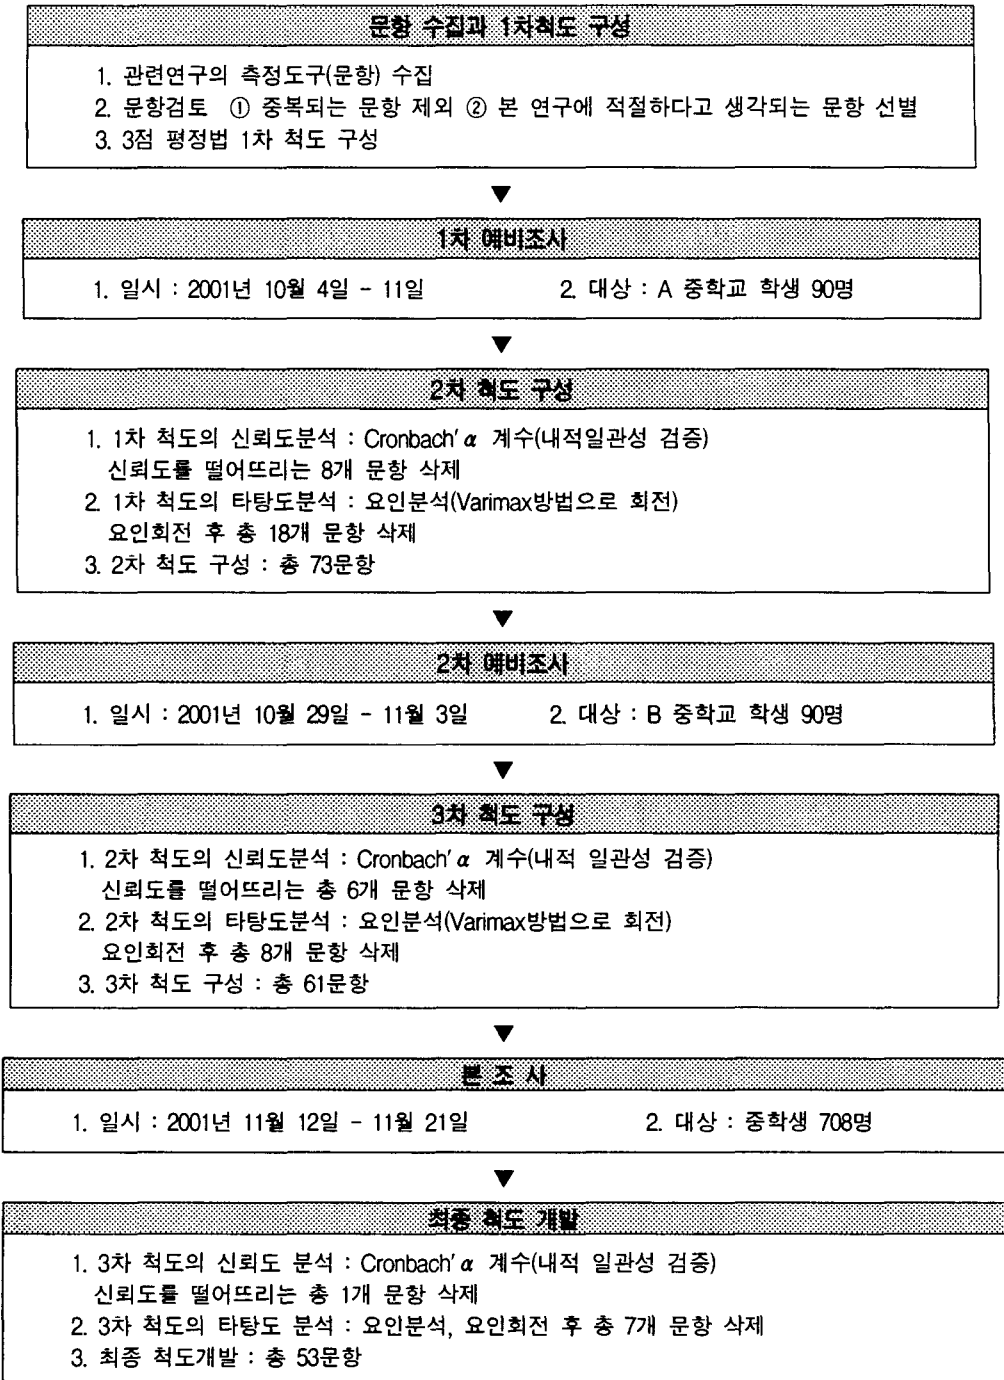 문항 수집과 1차척도 구성
1. 관련연구의 측정도구(문항) 수집
2. 문항검토 ① 중복되는 문항 제외 ② 본 연구에 적절하다고 생각되는 문항 선별
3. 3점 평정법 1차 척도 구성
▼
1차 예비조사
1. 일시 : 2001년 10월 4일 - 11일 2. 대상 : A 중학교 학생 90명
▼
2차 척도 구성
1. 1차 척도의 신뢰도분석 : Cronbach' α 계수(내적일관성 검증)
신뢰도를 떨어뜨리는 8개 문항 삭제
2. 1차 척도의 타탕도분석 : 요인분석(Varimax방법으로 회전)
요인회전 후 총 18개 문항 삭제
3. 2차 척도 구성 : 총 73문항
▼
2차 예비조사
1. 일시 : 2001년 10월 29일 - 11월 3일 2. 대상 : B 중학교 학생 90명
▼
3차 척도 구성
1. 2차 척도의 신뢰도분석 : Cronbach' α 계수(내적 일관성 검증)
신뢰도를 떨어뜨리는 총 6개 문항 삭제
2. 2차 척도의 타탕도분석 : 요인분석(Varimax방법으로 회전)
요인회전 후 총 8개 문항 삭제
3. 3차 척도 구성 : 총 61문항
▼
본 조 사
1. 일시 : 2001년 11월 12일 - 11월 21일 2. 대상 : 중학생 708명
▼
최종 척도 개발
1. 3차 척도의 신뢰도 분석 : Cronbach' α 계수(내적 일관성 검증)
신뢰도를 떨어뜨리는 총 1개 문항 삭제
2. 3차 척도의 타탕도 분석 : 요인분석, 요인회전 후 총 7개 문항 삭제
3. 최종 척도개발 : 총 53문항